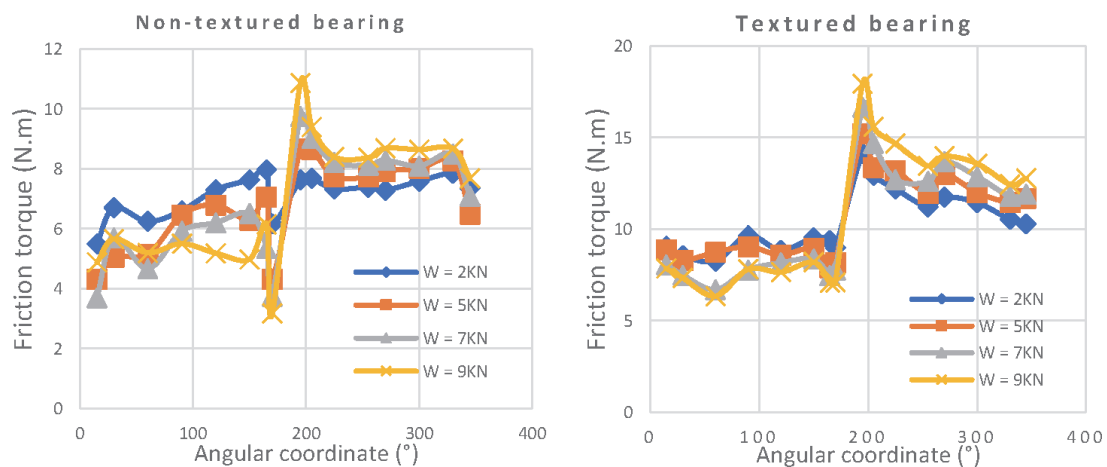 Non-textured bearing
12
10
8
6
4
2
0
0
100
200
300
400
Friction torque (N.m)
Angular coordinate (°)
W = 2KN
W = 5KN
W = 7KN
W = 9KN
Textured bearing
20
15
10
5
0
0
100
200
300
400
Friction torque (N.m)
Angular coordinate (°)
W = 2KN
W = 5KN
W = 7KN
W = 9KN